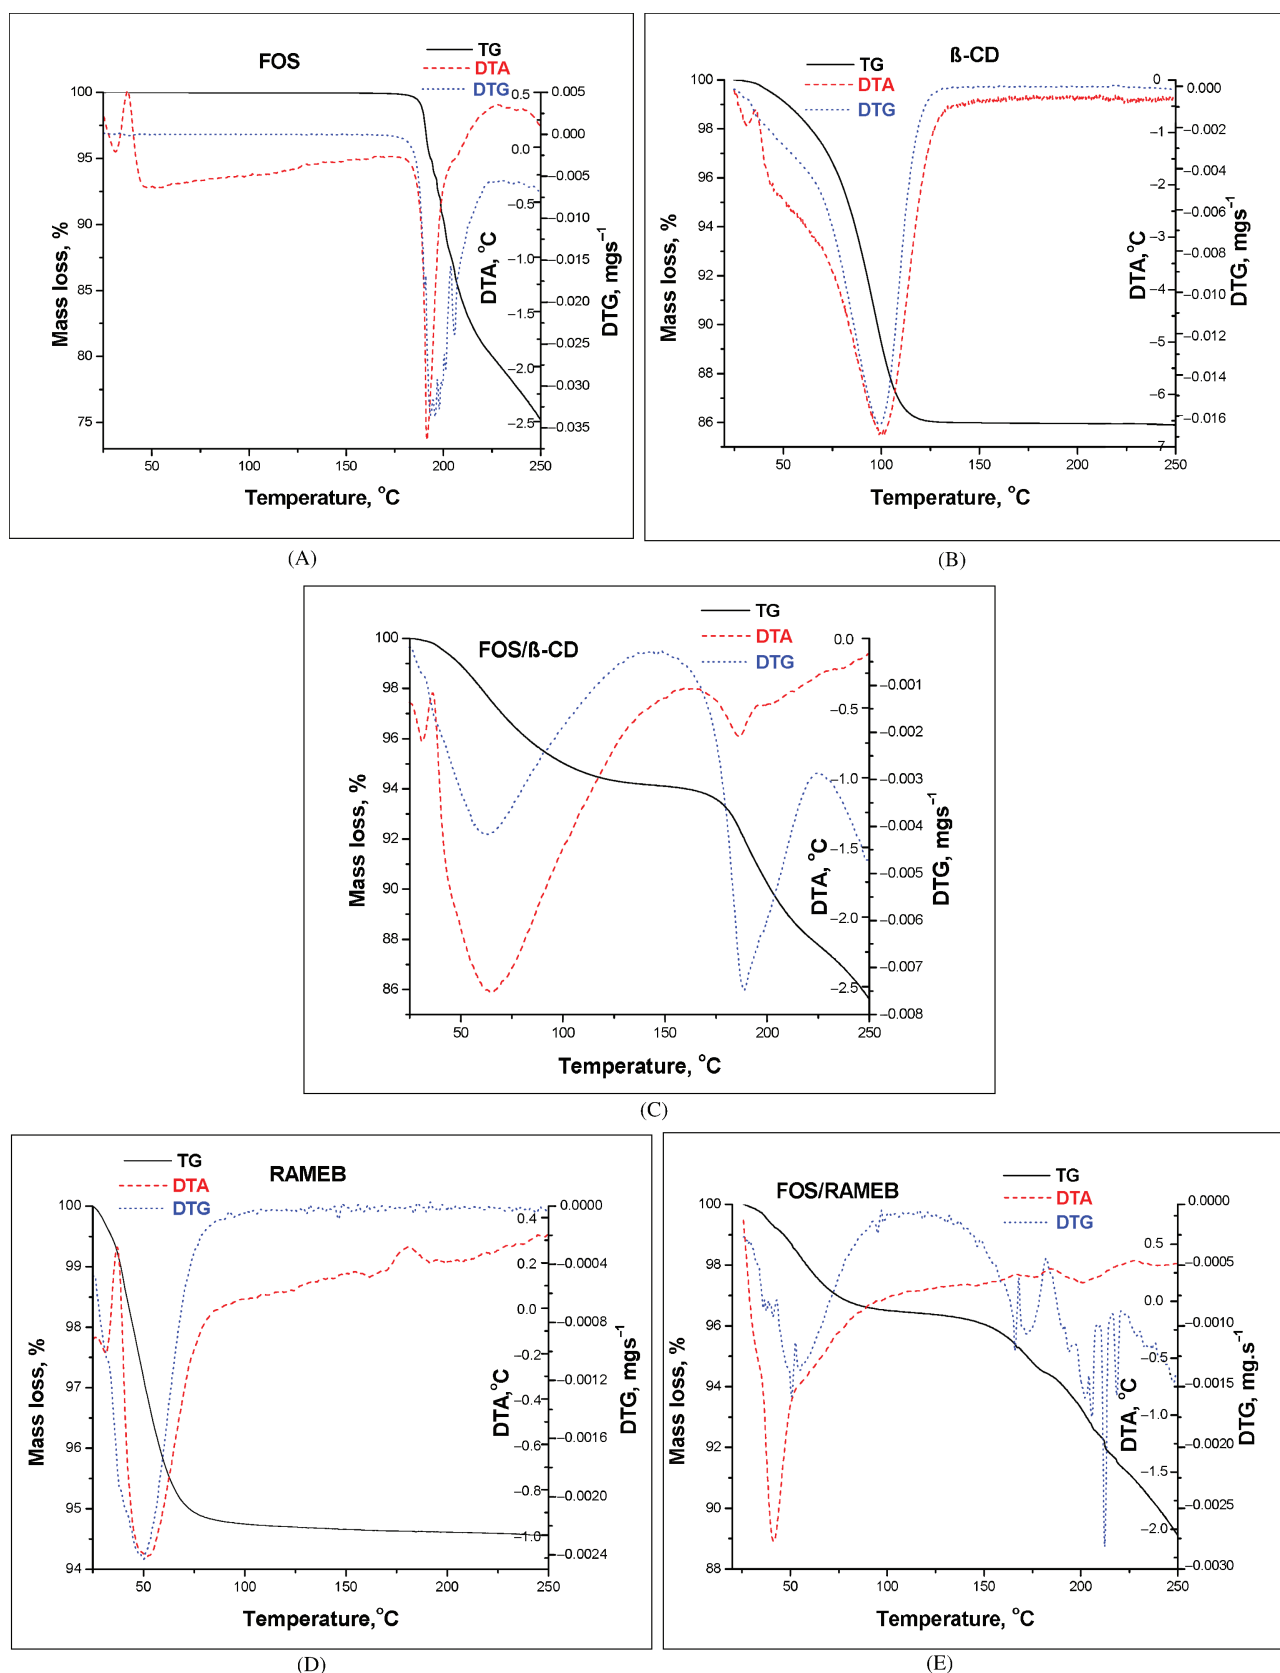 FOS
TG
DTA
DTG
100
95
90
85
80
75
Mass loss, %
0.5
0.0
−0.5
−1.0
−1.5
−2.0
−2.5
DTA, °C
0.005
0.000
−0.005
−0.010
−0.015
−0.020
−0.025
−0.030
−0.035
DTG, mgs⁻¹
50 100 150 200 250
Temperature, °C
(A)
ß-CD
TG
DTA
DTG
100
98
96
94
92
90
88
86
Mass loss, %
0
−1
−2
−3
−4
−5
−6
7
DTA,°C
0.000
−0.002
−0.004
−0.006
−0.008
−0.010
−0.012
−0.014
−0.016
DTG, mgs⁻¹
50 100 150 200 250
Temperature, °C
(B)
FOS/ß-CD
TG
DTA
DTG
100
98
96
94
92
90
88
86
Mass loss, %
0.0
−0.5
−1.0
−1.5
−2.0
−2.5
DTA, °C
−0.001
−0.002
−0.003
−0.004
−0.005
−0.006
−0.007
−0.008
DTG, mgs⁻¹
50 100 150 200 250
Temperature, °C
(C)
RAMEB
TG
DTA
DTG
100
99
98
97
96
95
94
Mass loss, %
0.4
0.2
0.0
−0.2
−0.4
−0.6
−0.8
−1.0
DTA,°C
0.0000
−0.0004
−0.0008
−0.0012
−0.0016
−0.0020
−0.0024
DTG, mgs⁻¹
50 100 150 200 250
Temperature,°C
(D)
FOS/RAMEB
TG
DTA
DTG
100
98
96
94
92
90
88
Mass loss, %
0.5
0.0
−0.5
−1.0
−1.5
−2.0
DTA, °C
0.0000
−0.0005
−0.0010
−0.0015
−0.0020
−0.0025
−0.0030
DTG, mg.s⁻¹
50 100 150 200 250
Temperature, °C
(E)